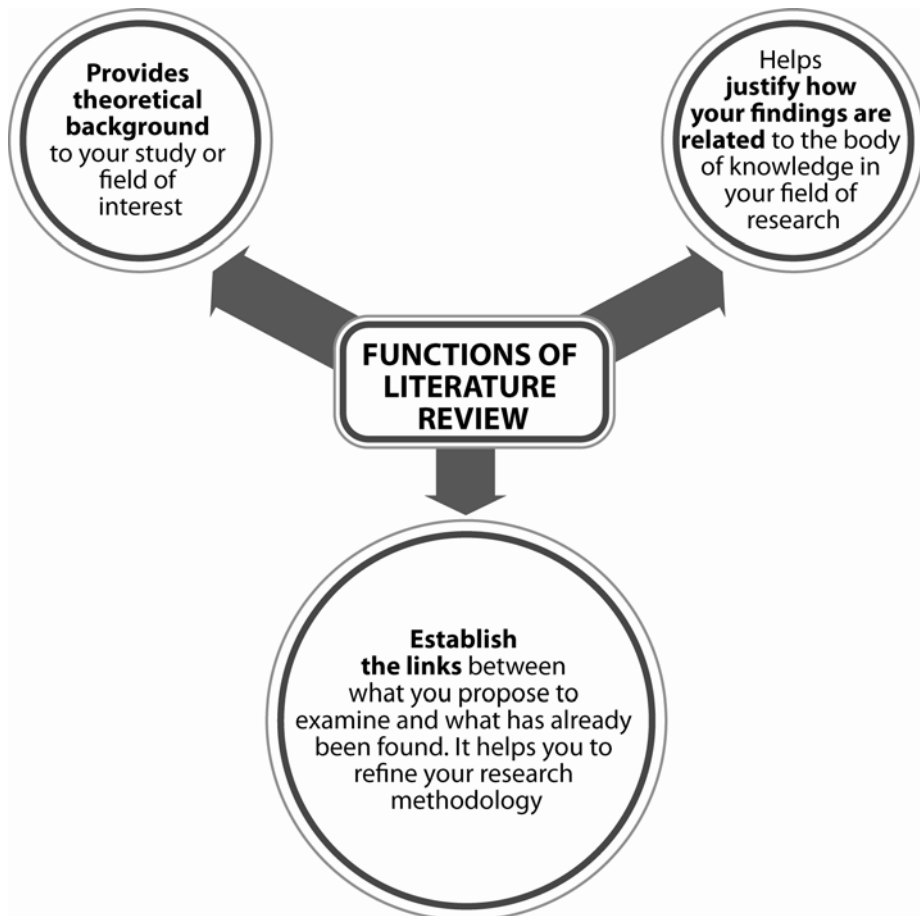 Provides
theoretical
background
to your study or
field of
interest
Helps
justify how
your findings are
related to the body
of knowledge in
your field of
research
FUNCTIONS OF
LITERATURE
REVIEW
Establish
the links between
what you propose to
examine and what has already
been found. It helps you to
refine your research
methodology